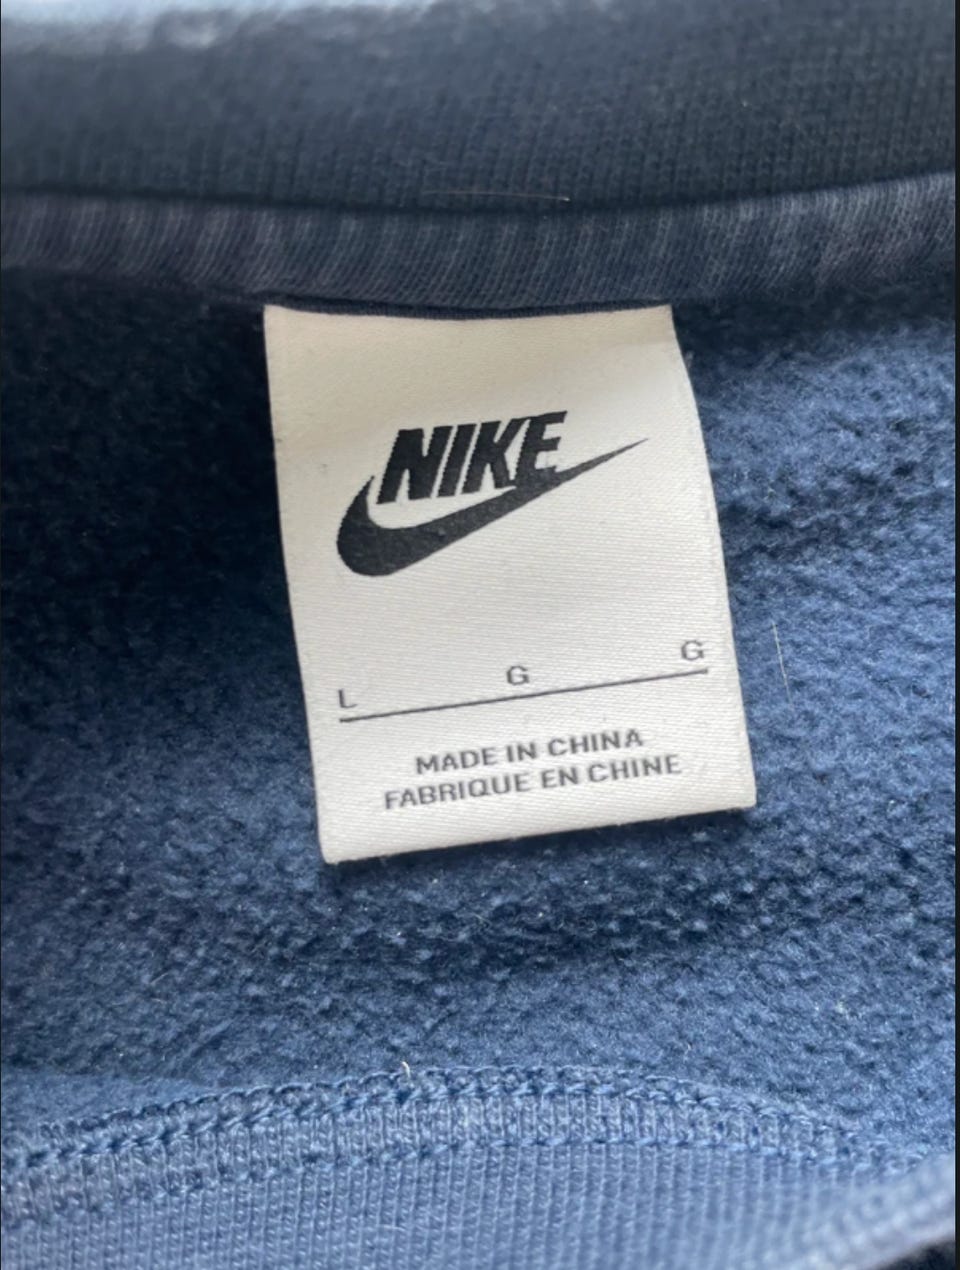 NIKE
L G G
MADE IN CHINA
FABRIQUE EN CHINE